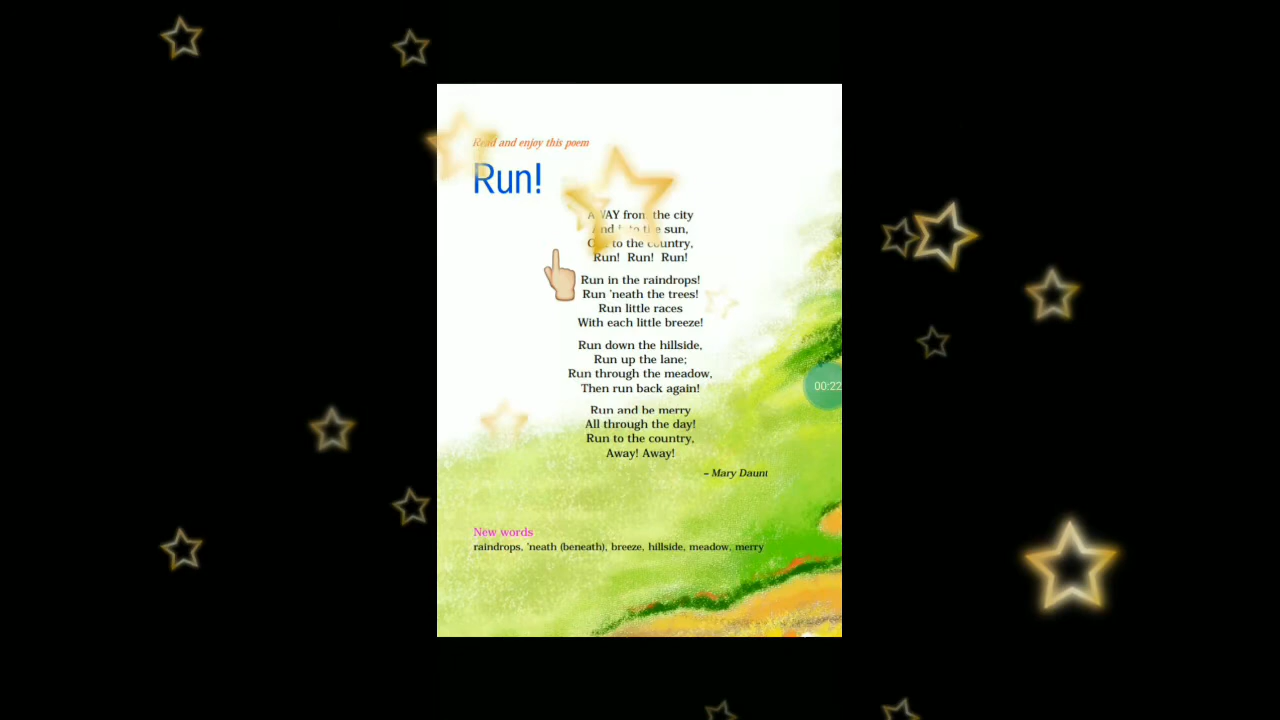 Read and enjoy this poem
Run!
AWAY from the city
And into the sun,
Out to the country,
Run! Run! Run!
Run in the raindrops!
Run 'neath the trees!
Run little races
With each little breeze!
Run down the hillside,
Run up the lane;
Run through the meadow,
Then run back again!
Run and be merry
All through the day!
Run to the country,
Away! Away!
– Mary Daunt
New words
raindrops, 'neath (beneath), breeze, hillside, meadow, merry
00:22